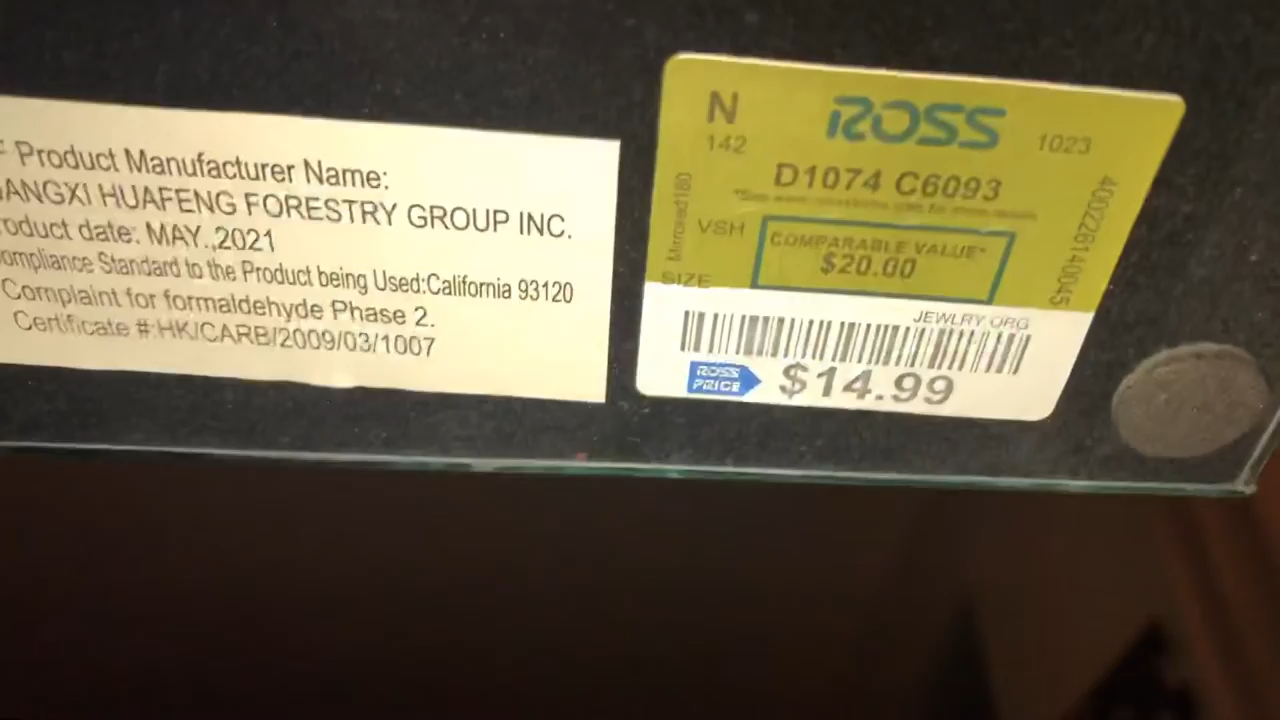 Product Manufacturer Name:
ANGXI HUAFENG FORESTRY GROUP INC.
roduct date: MAY.,2021
ompliance Standard to the Product being Used:California 93120
Complaint for formaldehyde Phase 2.
Certificate #:HK/CARB/2009/03/1007
N
ROSS
142
1023
D1074 C6093
Mirrored180
VSH
COMPARABLE VALUE*
$20.00
SIZE
400226140045
JEWLRY ORG
ROSS
PRICE
$14.99